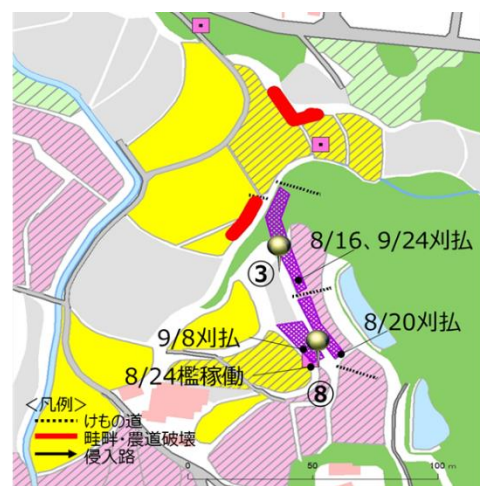 8/16、9/24刈払
③
9/8刈払
8/20刈払
8/24檻稼働
⑧
<凡例>
けもの道
畦畔・農道破壊
侵入路
0 50 100 m